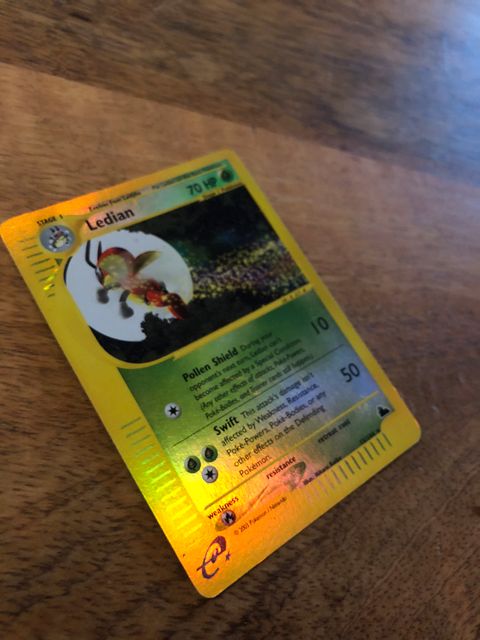 STAGE 1
Evolves from Ledyba
Ledian
70 HP
Pollen Shield During your
opponent's next turn, Ledian can't
become affected by a Special Condition.
(Any other effects of attacks, Poké-Powers,
Poké-Bodies, and Trainer cards still happen.)
10
Swift This attack's damage isn't
affected by Weakness, Resistance,
Poké-Powers, Poké-Bodies, or any
other effects on the Defending
Pokémon.
50
weakness
resistance
retreat cost